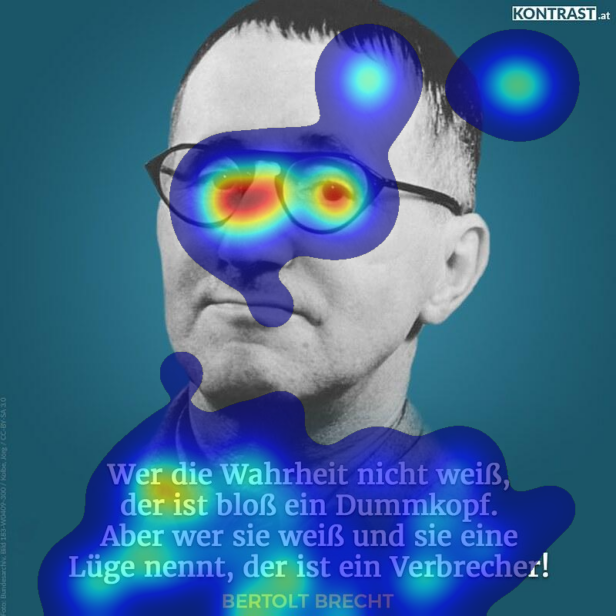 KONTRAST.at
Wer die Wahrheit nicht weiß,
der ist bloß ein Dummkopf.
Aber wer sie weiß und sie eine
Lüge nennt, der ist ein Verbrecher!
BERTOLT BRECHT
Foto: Bundesarchiv, Bild 183-W0409-300 / Kolbe, Jörg / CC-BY-SA 3.0